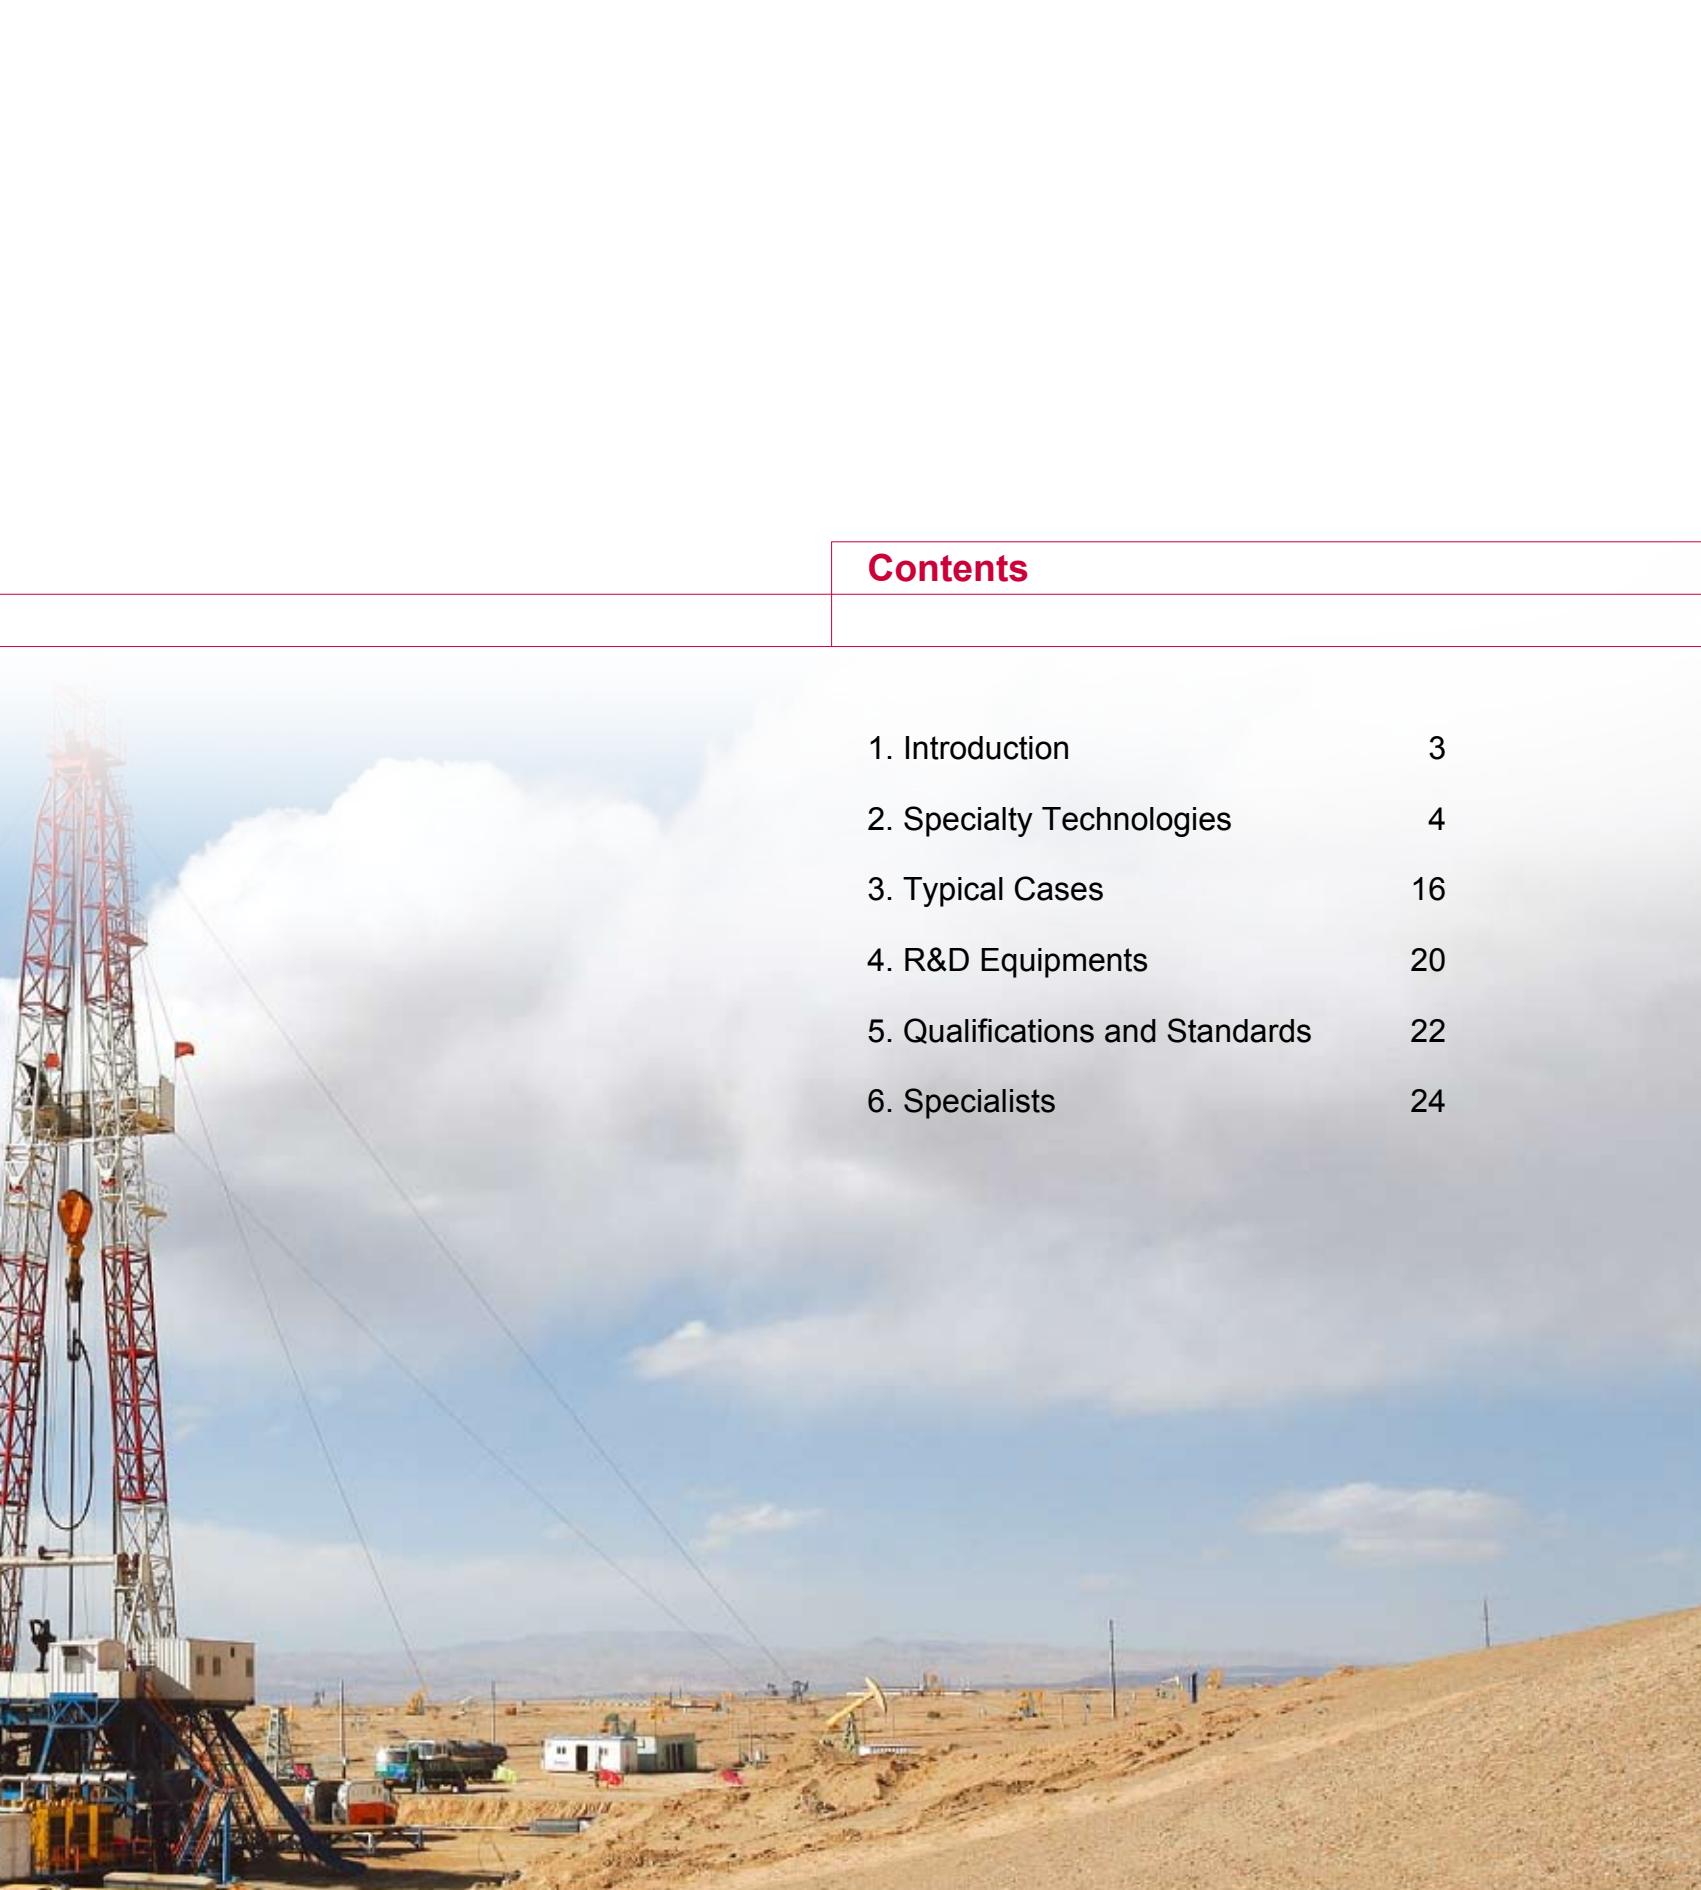 Contents
1. Introduction 3
2. Specialty Technologies 4
3. Typical Cases 16
4. R&D Equipments 20
5. Qualifications and Standards 22
6. Specialists 24